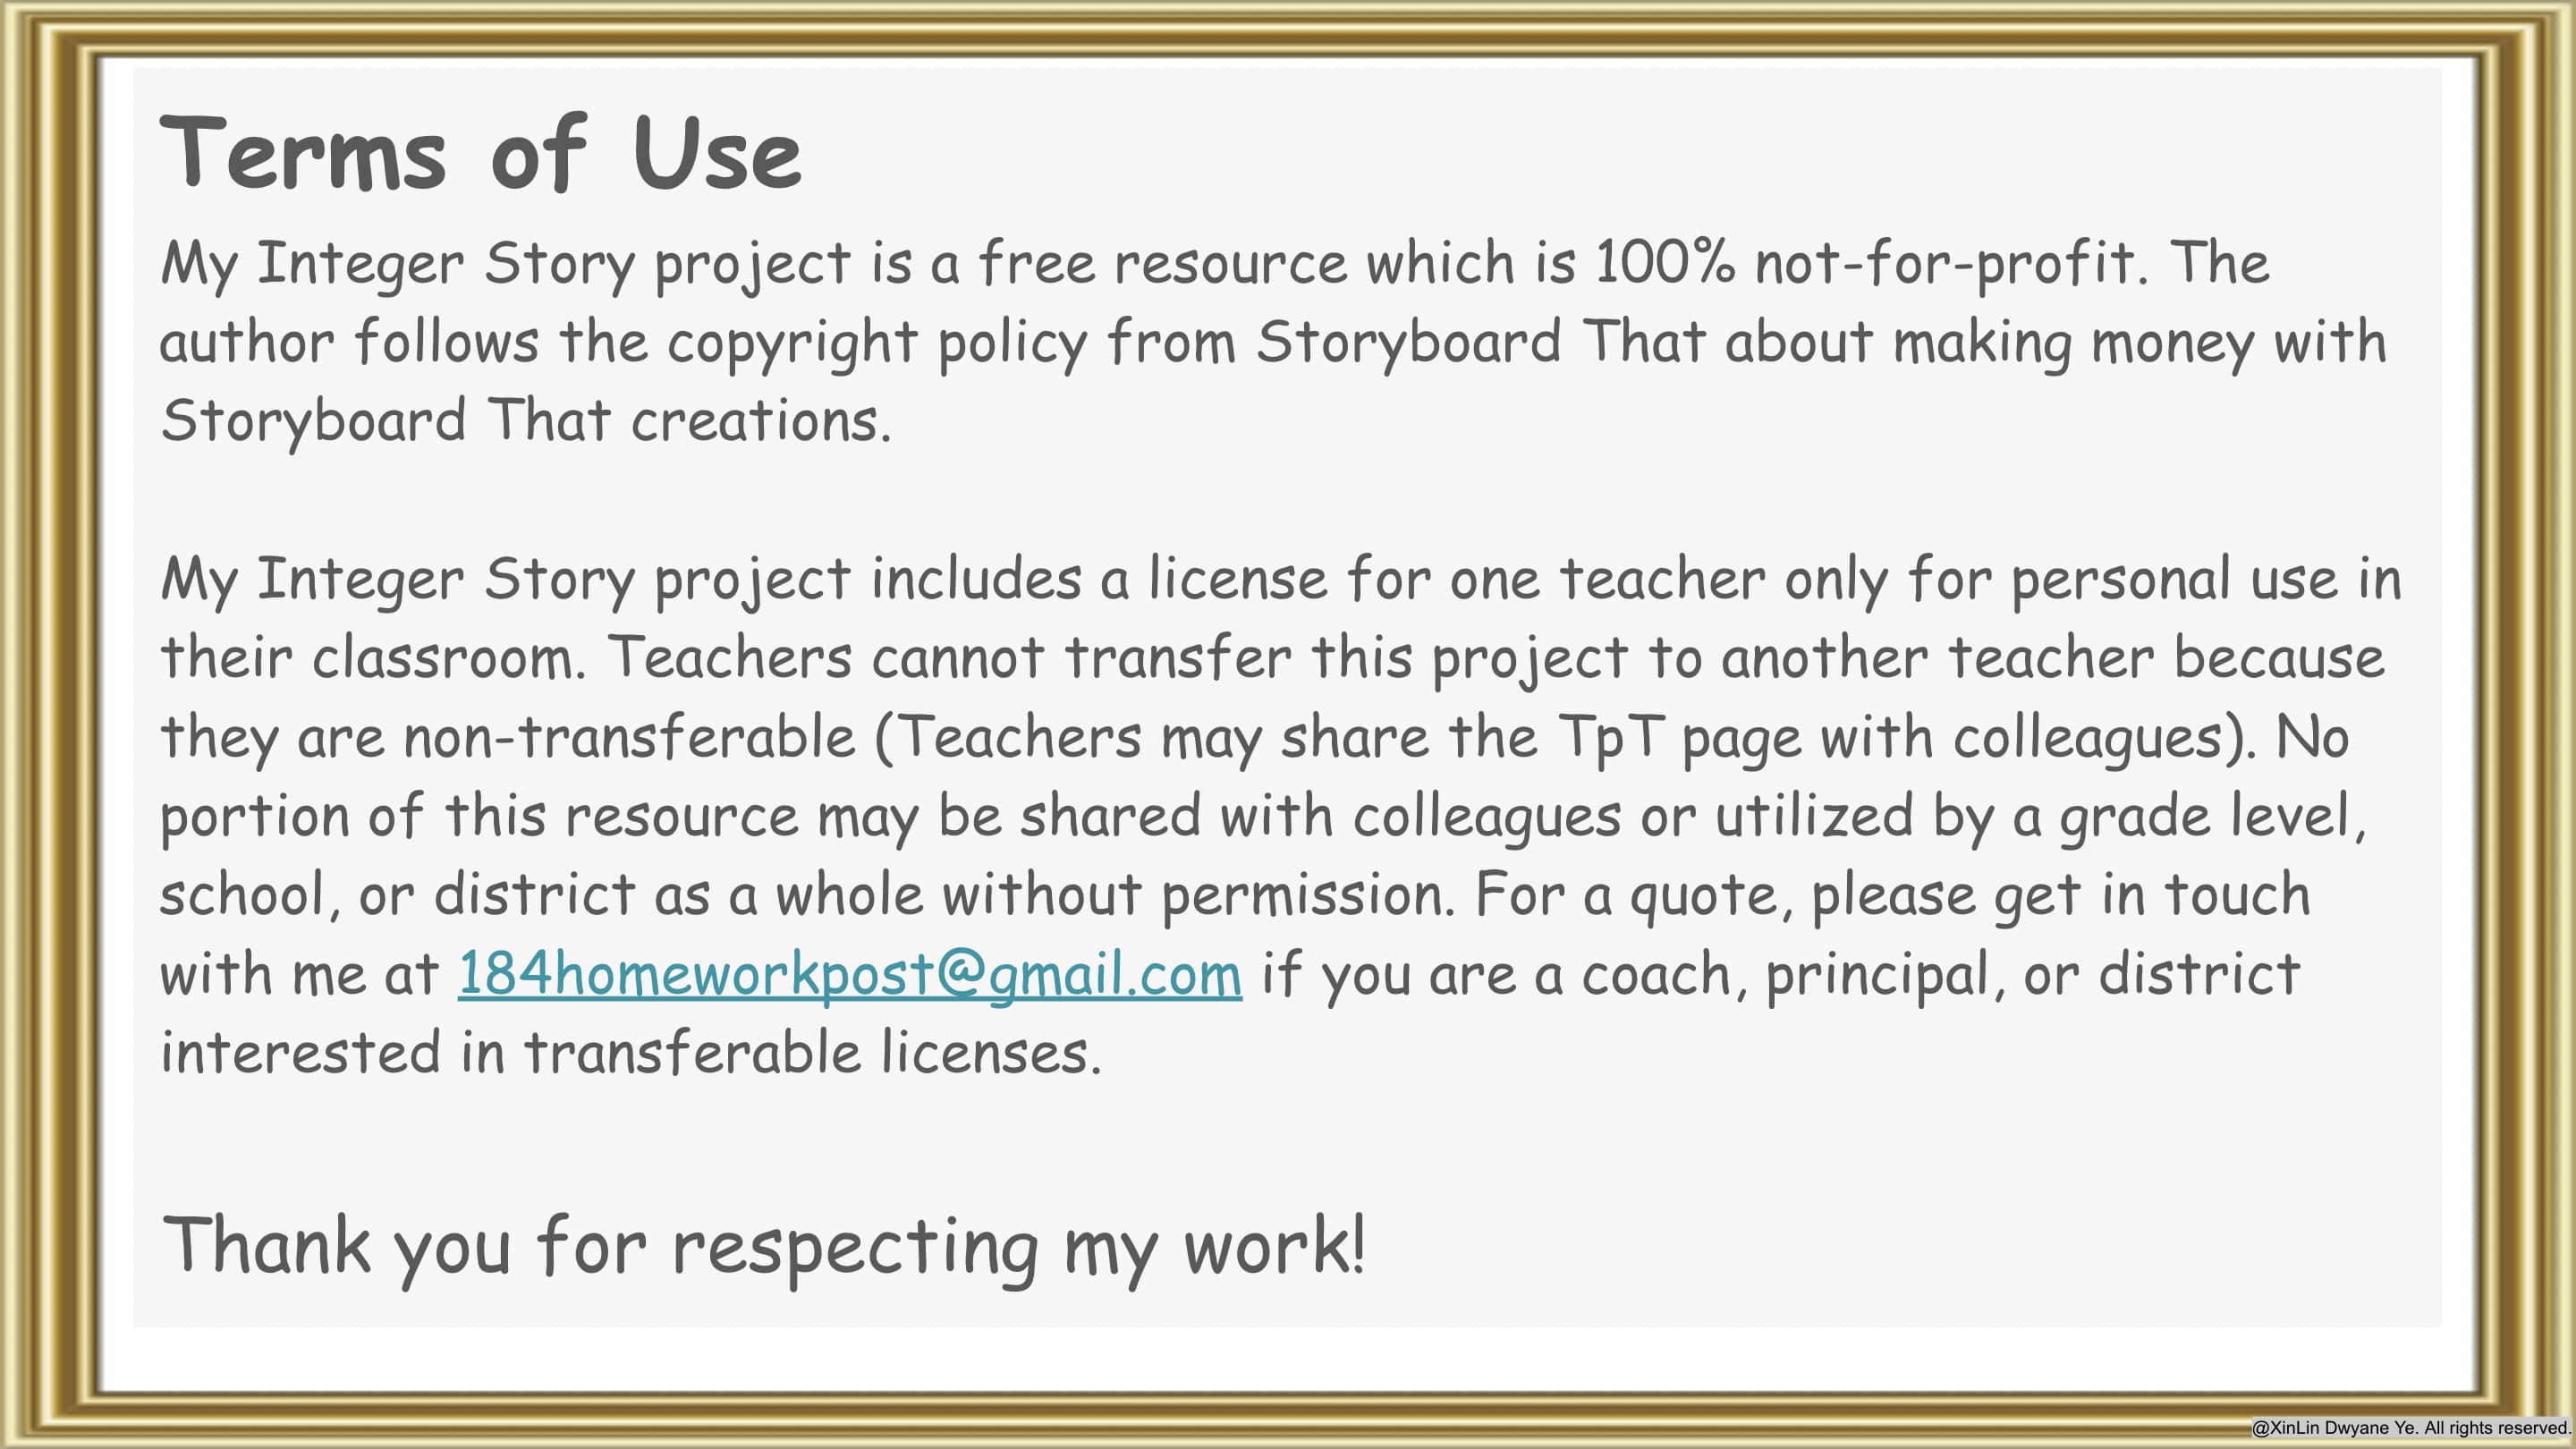 Terms of Use
My Integer Story project is a free resource which is 100% not-for-profit. The
author follows the copyright policy from Storyboard That about making money with
Storyboard That creations.
My Integer Story project includes a license for one teacher only for personal use in
their classroom. Teachers cannot transfer this project to another teacher because
they are non-transferable (Teachers may share the TpT page with colleagues). No
portion of this resource may be shared with colleagues or utilized by a grade level,
school, or district as a whole without permission. For a quote, please get in touch
with me at 184homeworkpost@gmail.com if you are a coach, principal, or district
interested in transferable licenses.
Thank you for respecting my work!
@XinLin Dwyane Ye. All rights reserved.